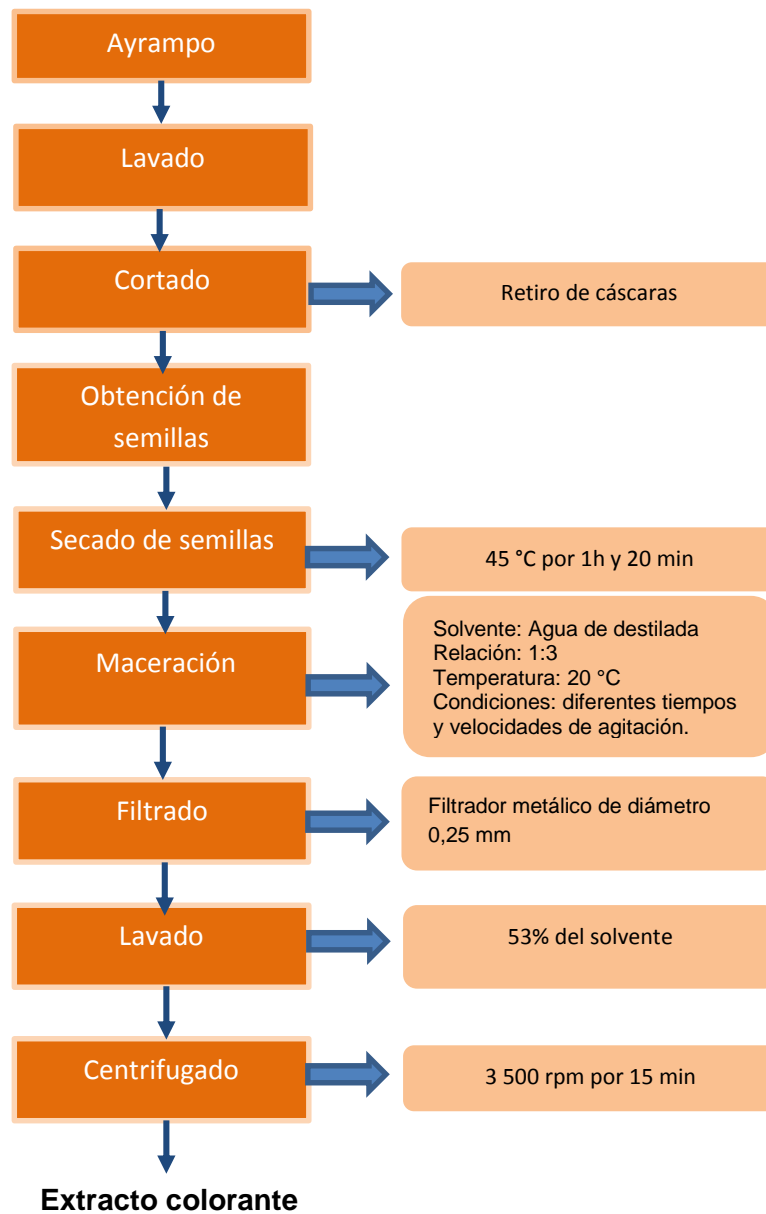 Ayrampo
Lavado
Cortado
Retiro de cáscaras
Obtención de
semillas
Secado de semillas
45 °C por 1h y 20 min
Maceración
Solvente: Agua de destilada
Relación: 1:3
Temperatura: 20 °C
Condiciones: diferentes tiempos
y velocidades de agitación.
Filtrado
Filtrador metálico de diámetro
0,25 mm
Lavado
53% del solvente
Centrifugado
3 500 rpm por 15 min
Extracto colorante